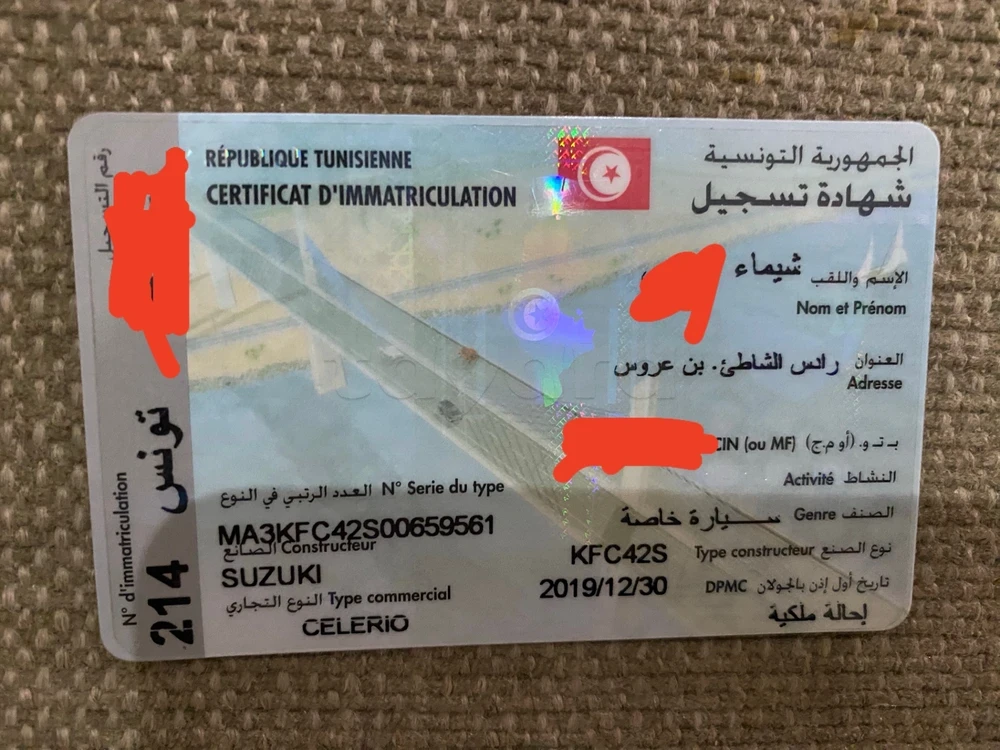 RÉPUBLIQUE TUNISIENNE
الجمهورية التونسية
CERTIFICAT D'IMMATRICULATION
شهادة تسجيل
الإسم واللقب شيماء
Nom et Prénom
العنوان رادس الشاطئ. بن عروس
Adresse
tayara
CIN (ou MF) ب.ت.و. (أو م.ج)
Activité النشاط
العدد الرتبي في النوع N° Serie du type
MA3KFC42S00659561
الصنف Genre سيارة خاصة
الصانع Constructeur
SUZUKI
نوع الصنع Type constructeur KFC42S
تاريخ أول إذن بالجولان DPMC 2019/12/30
النوع التجاري Type commercial
CELERIO
إحالة ملكية
رقم التسجيل
N° d'immatriculation
214 تونس